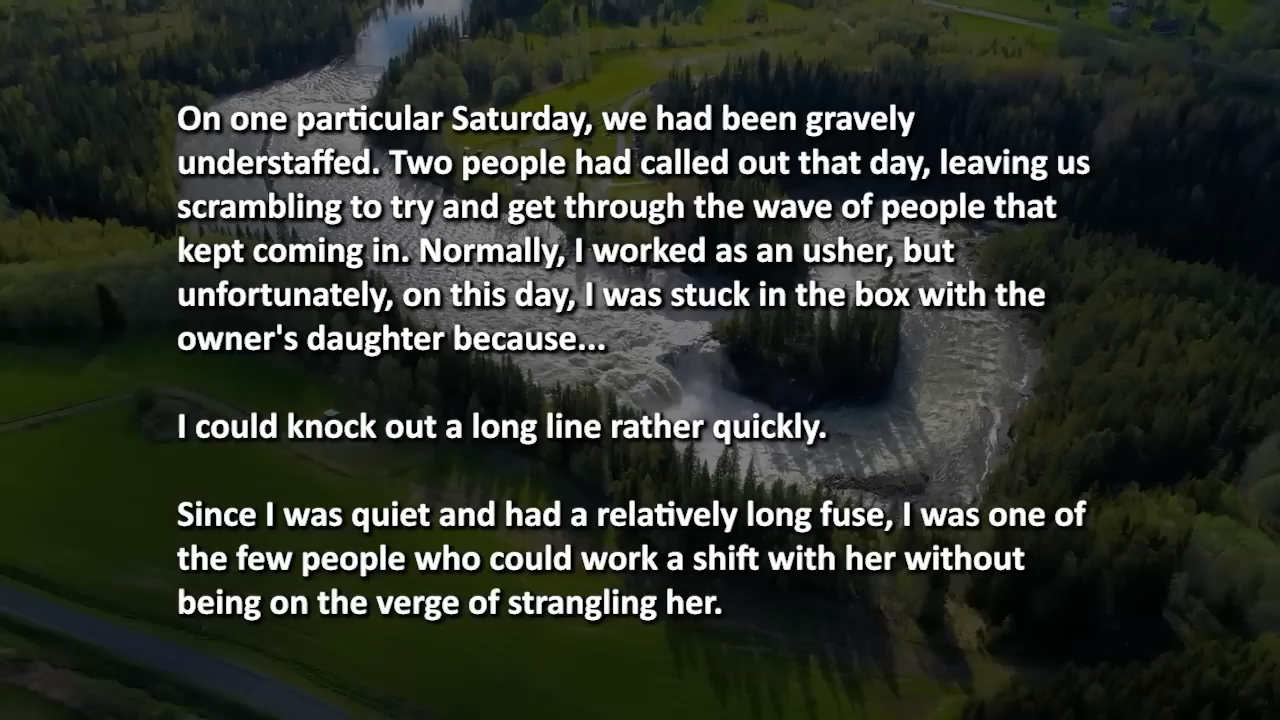 On one particular Saturday, we had been gravely
understaffed. Two people had called out that day, leaving us
scrambling to try and get through the wave of people that
kept coming in. Normally, I worked as an usher, but
unfortunately, on this day, I was stuck in the box with the
owner's daughter because...
I could knock out a long line rather quickly.
Since I was quiet and had a relatively long fuse, I was one of
the few people who could work a shift with her without
being on the verge of strangling her.